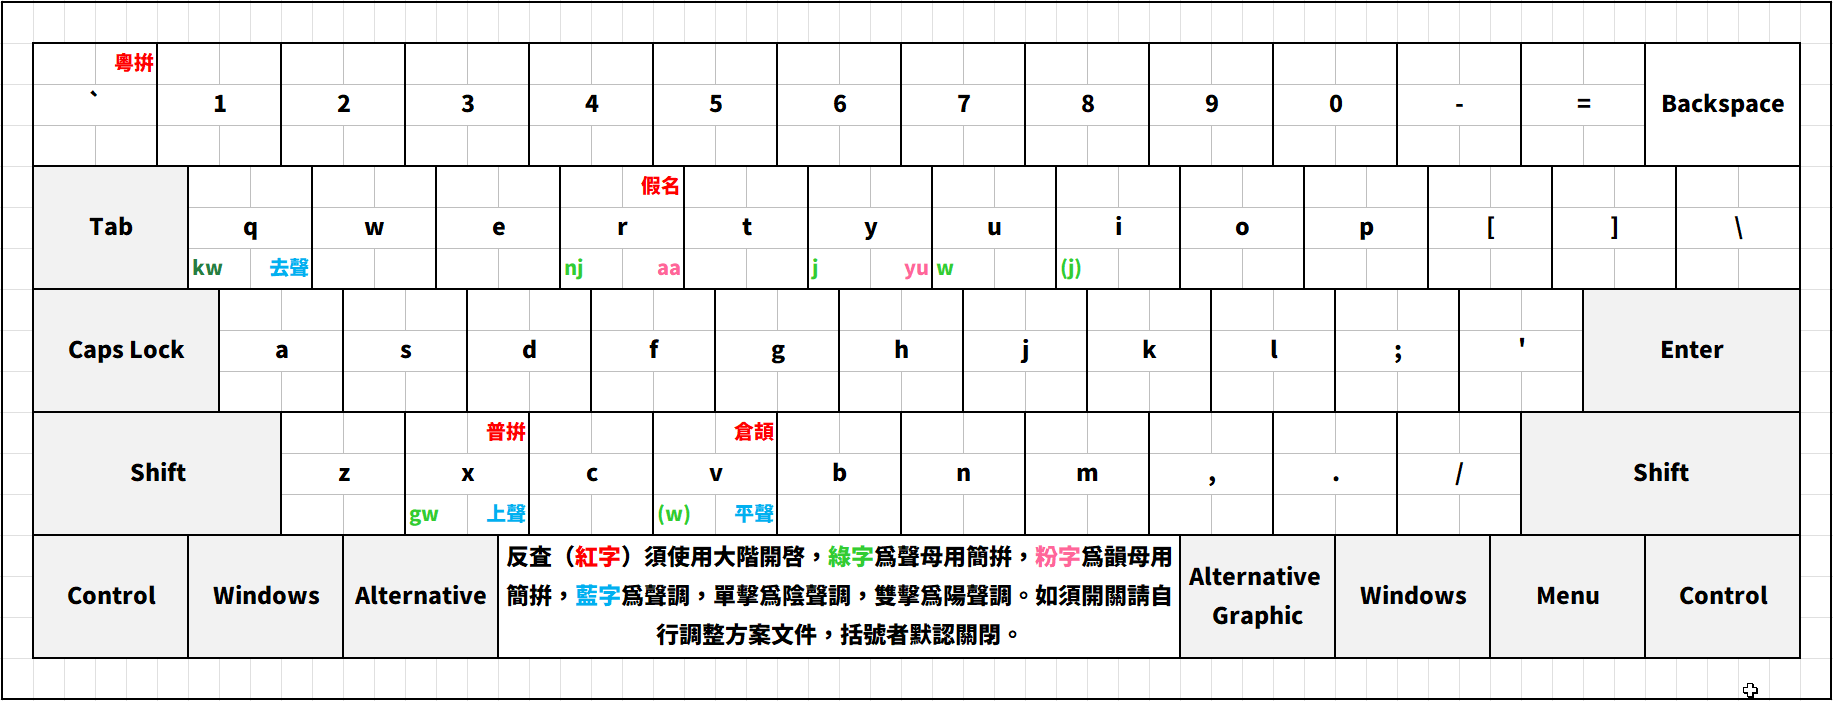 粵拚
` 1 2 3 4 5 6 7 8 9 0 - = Backspace
假名
Tab q w e r t y u i o p [ ] \
kw 去聲 nj aa j yu w (j)
Caps Lock a s d f g h j k l ; ' Enter
普拚 倉頡
Shift z x c v b n m , . / Shift
gw 上聲 (w) 平聲
反查（紅字）須使用大階開啓，綠字爲聲母用簡拚，粉字爲韻母用
簡拚，藍字爲聲調，單擊爲陰聲調，雙擊爲陽聲調。如須開關請自
行調整方案文件，括號者默認關閉。
Control Windows Alternative Alternative
Graphic Windows Menu Control